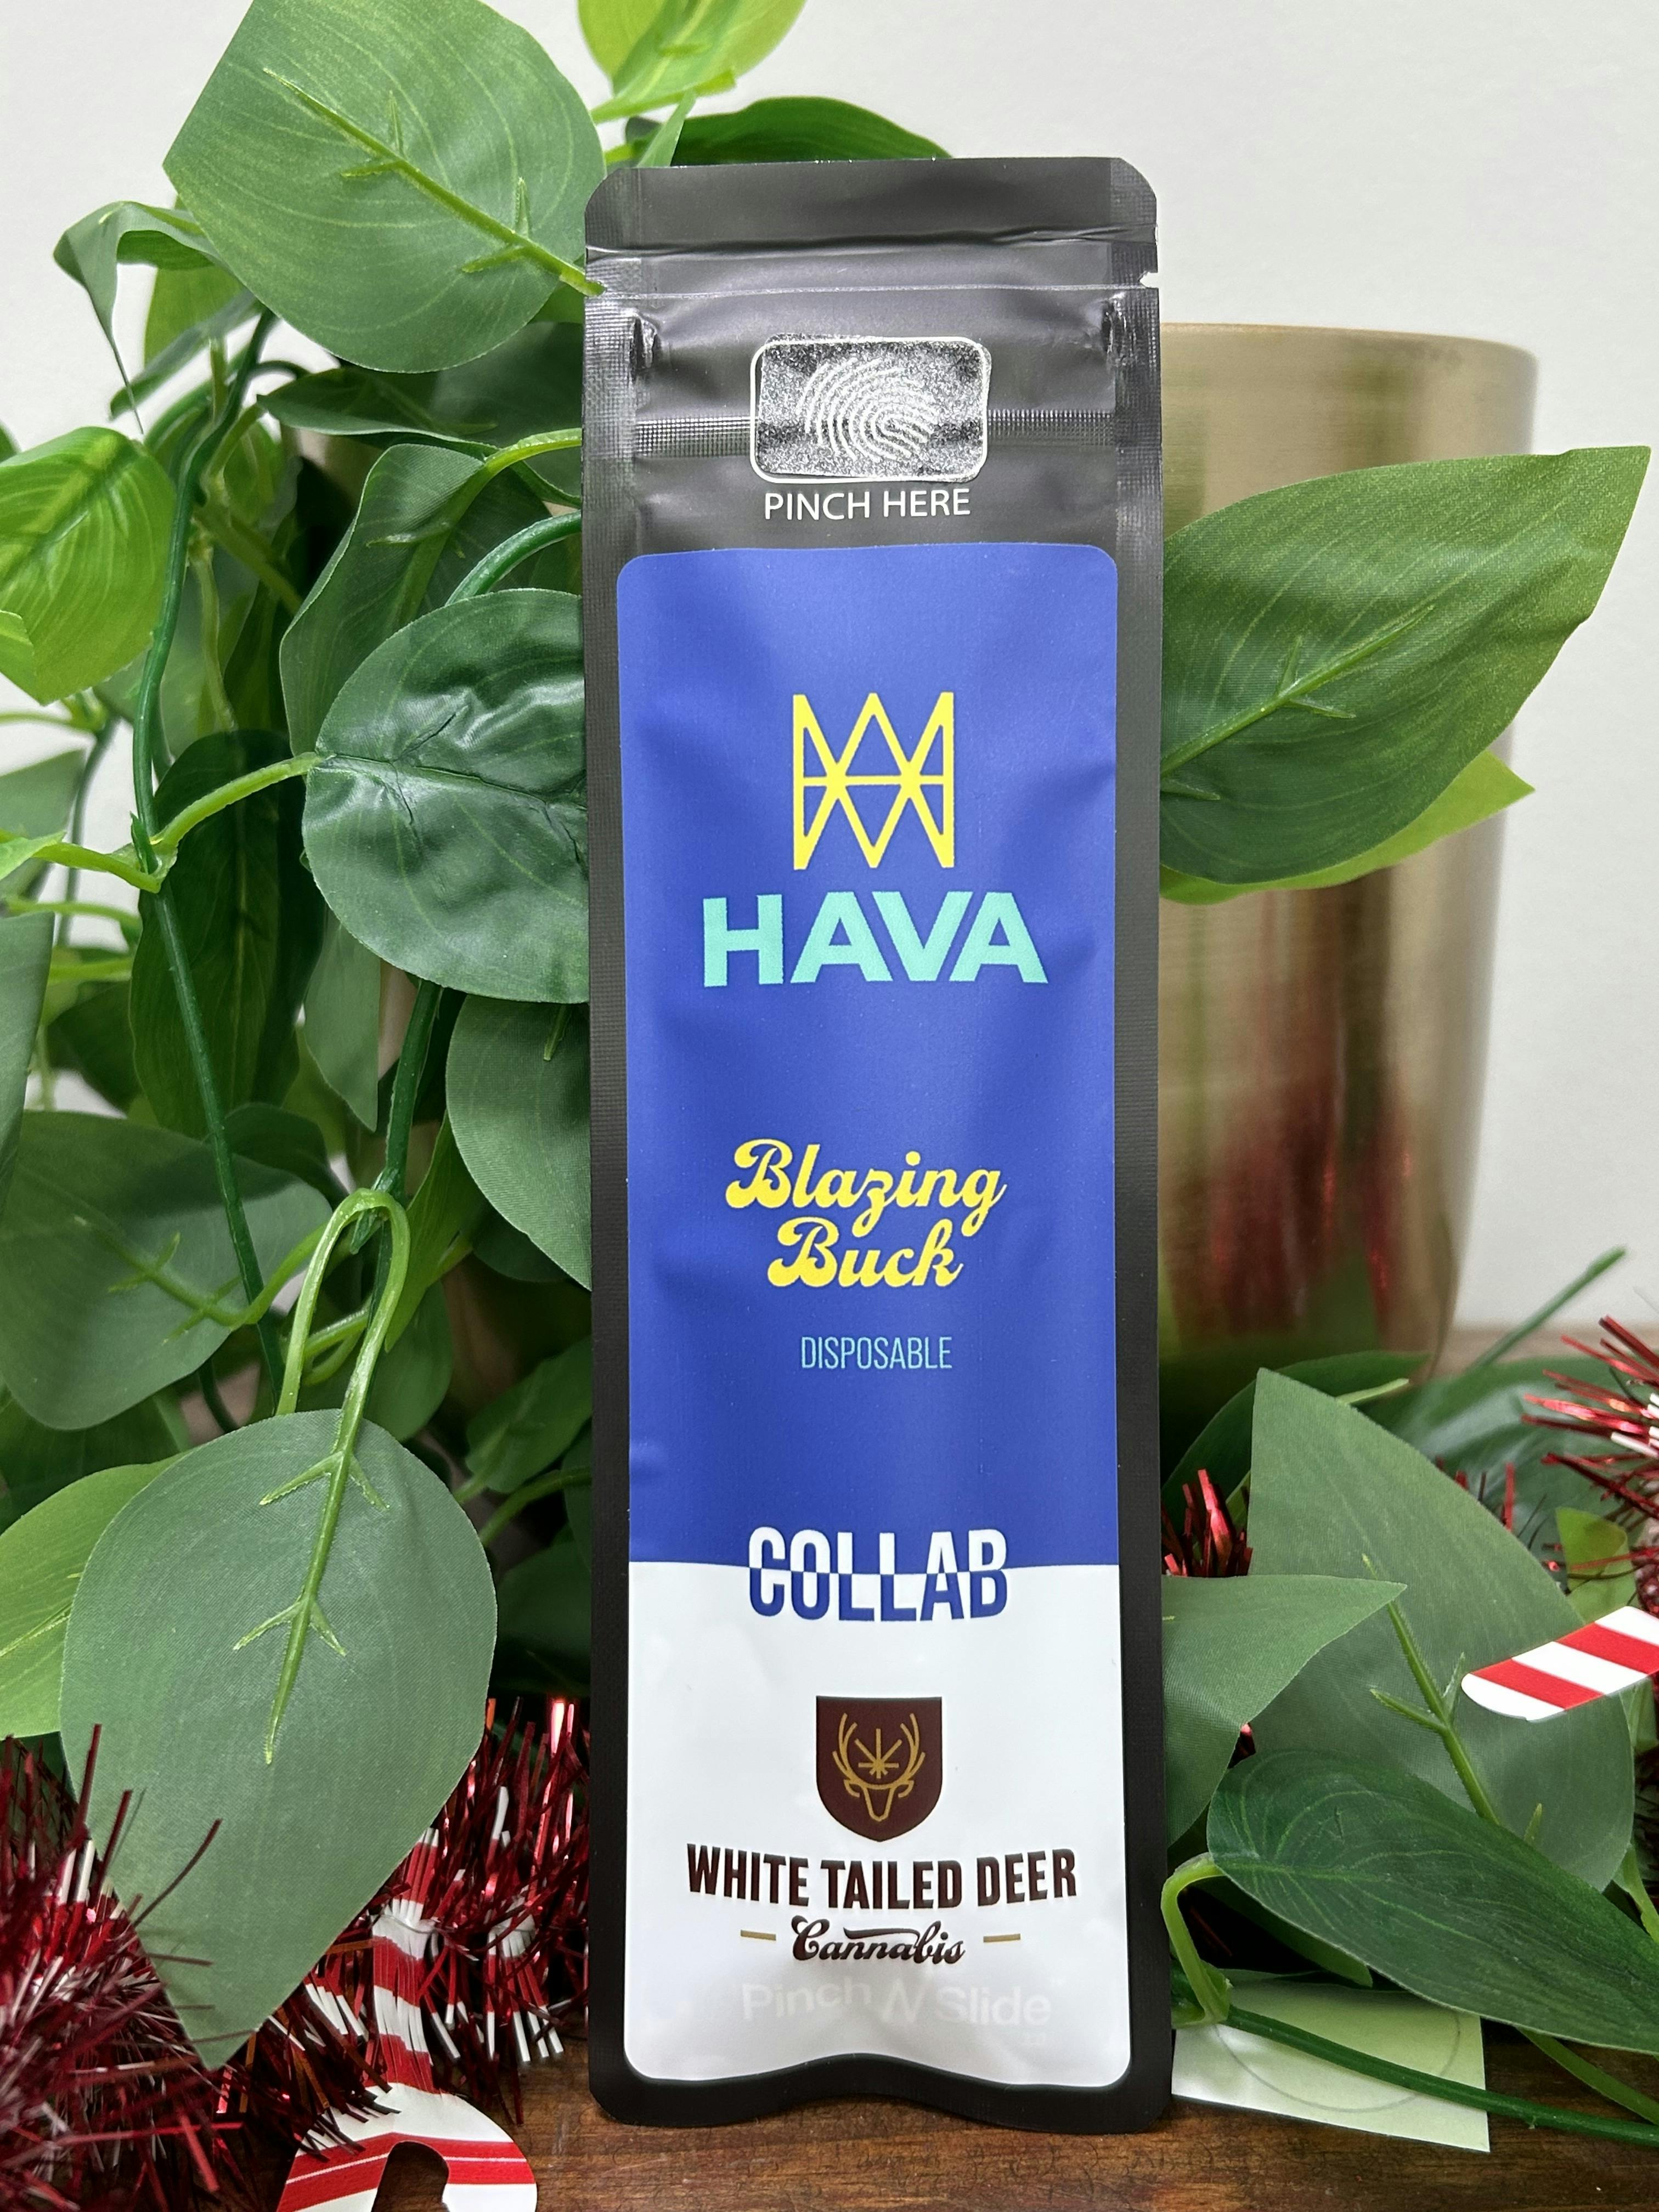 PINCH HERE
HAVA
Blazing
Buck
DISPOSABLE
COLLAB
WHITE TAILED DEER
Cannabis
Pinch N Slide